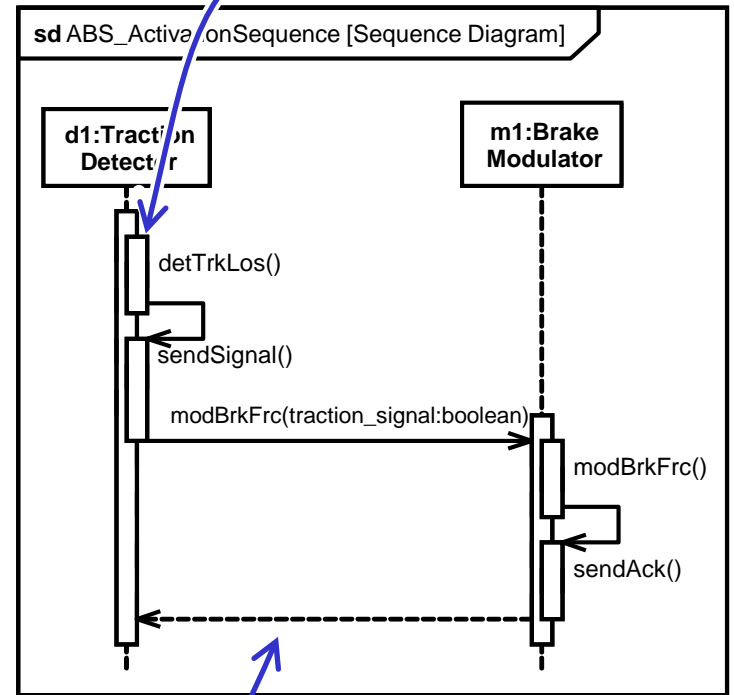 sd ABS_ActivationSequence [Sequence Diagram]
d1:Traction
Detector
m1:Brake
Modulator
detTrkLos()
sendSignal()
modBrkFrc(traction_signal:boolean)
modBrkFrc()
sendAck()